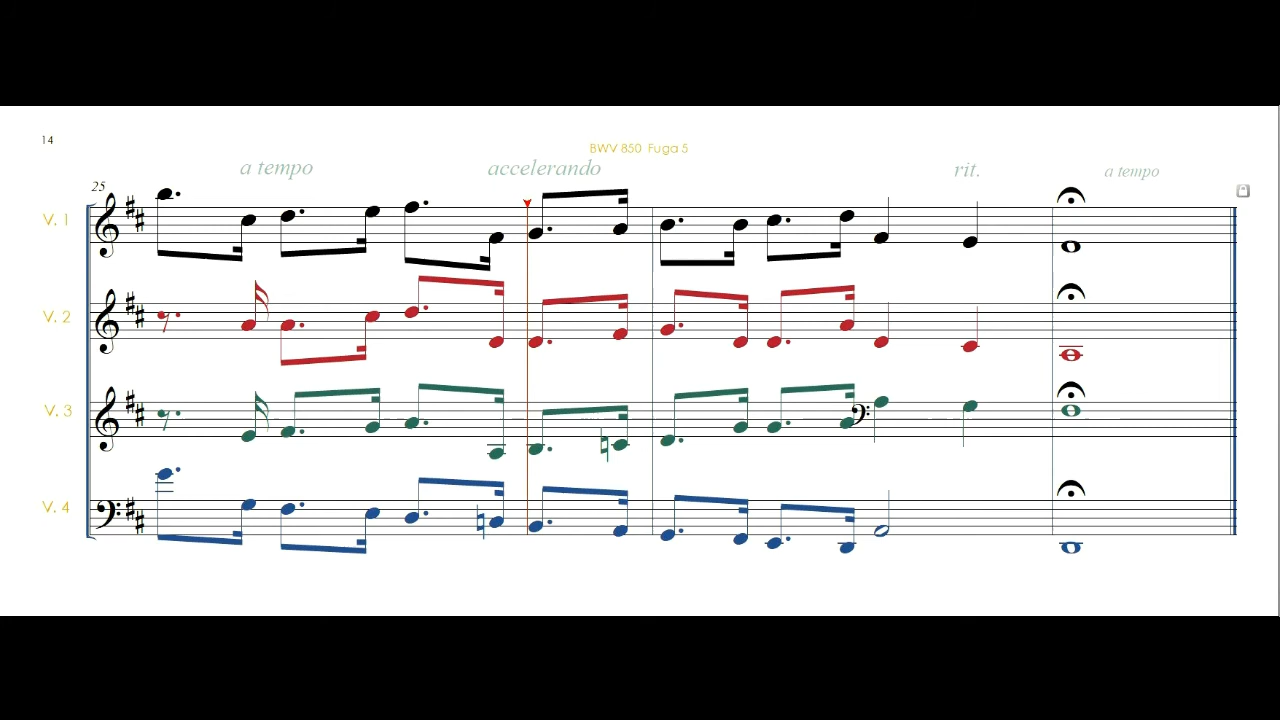 14
BWV 850 Fuga 5
a tempo accelerando rit. a tempo
25
V. 1
V. 2
V. 3
V. 4